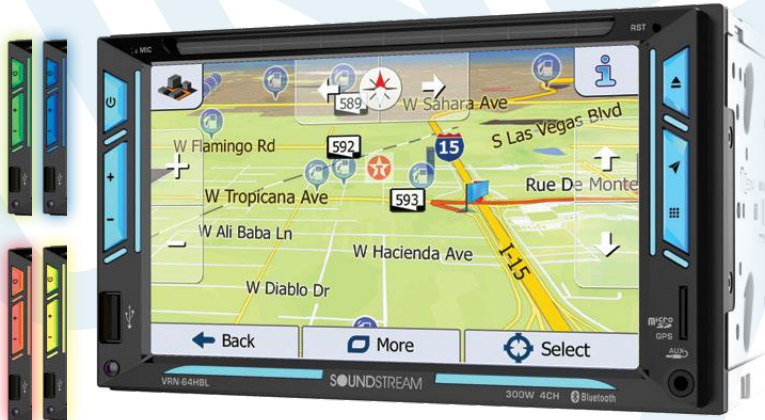 MIC
RST
589
W Sahara Ave
S Las Vegas Blvd
W Flamingo Rd
592
15
W Tropicana Ave
593
Rue De Monte
W Ali Baba Ln
W Hacienda Ave
I-15
W Diablo Dr
Back
More
Select
micro
SD
GPS
AUX
VRN-64HBL
SOUNDSTREAM
300W 4CH Bluetooth